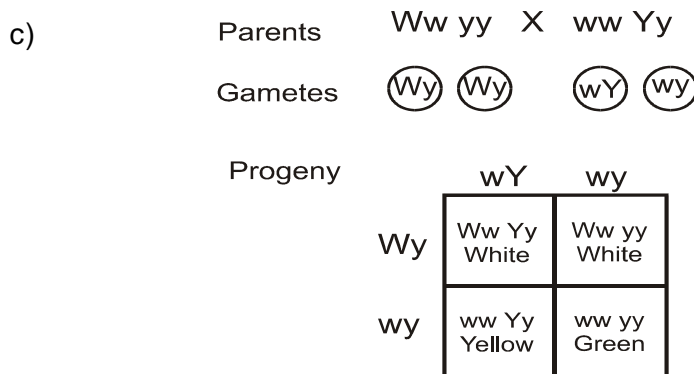 c)
Parents Ww yy X ww Yy
Gametes Wy Wy wY wy
Progeny
wY wy
Wy
Ww Yy
White
Ww yy
White
wy
ww Yy
Yellow
ww yy
Green